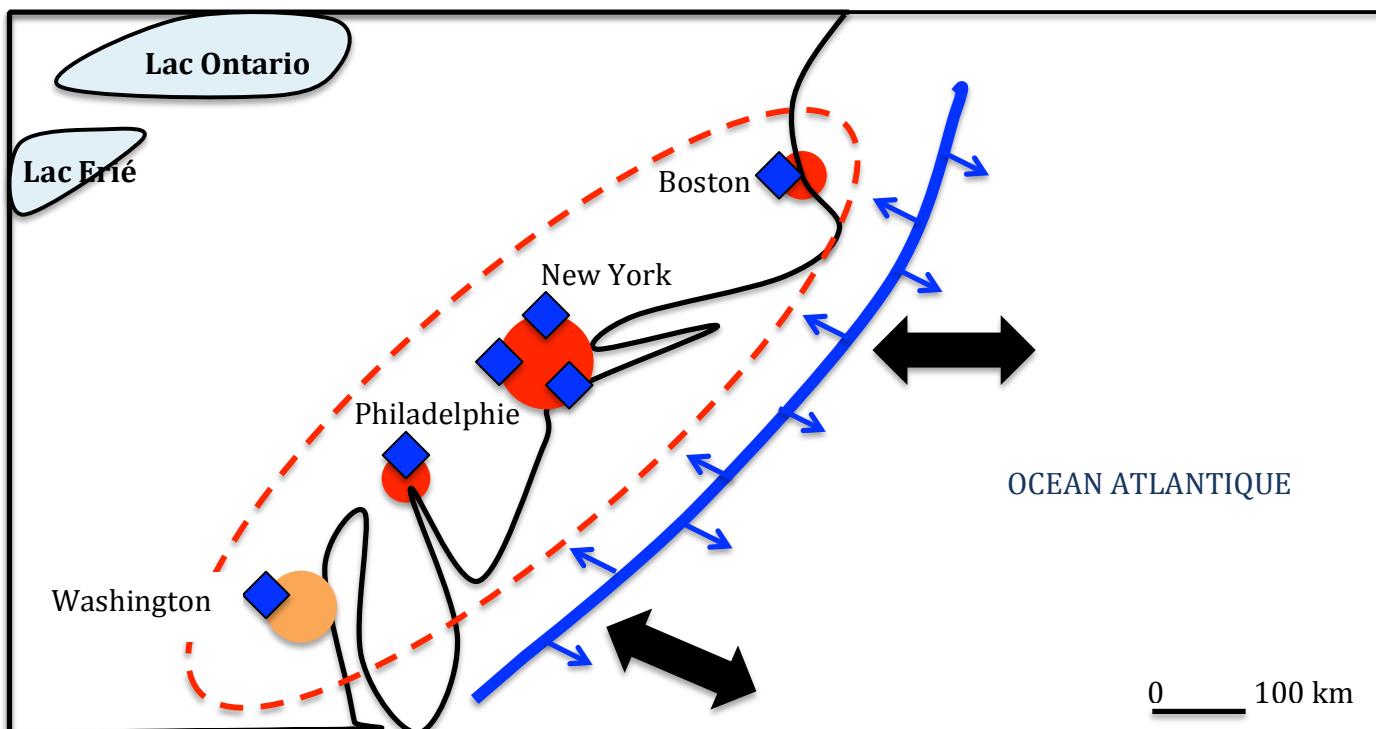 Lac Ontario
Lac Erié
Boston
New York
Philadelphie
OCEAN ATLANTIQUE
Washington
0 100 km